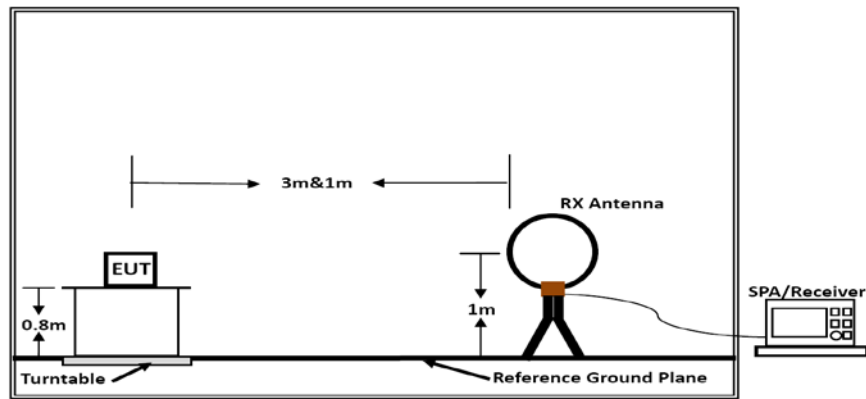 3m&1m
RX Antenna
EUT
SPA/Receiver
0.8m
1m
Turntable
Reference Ground Plane